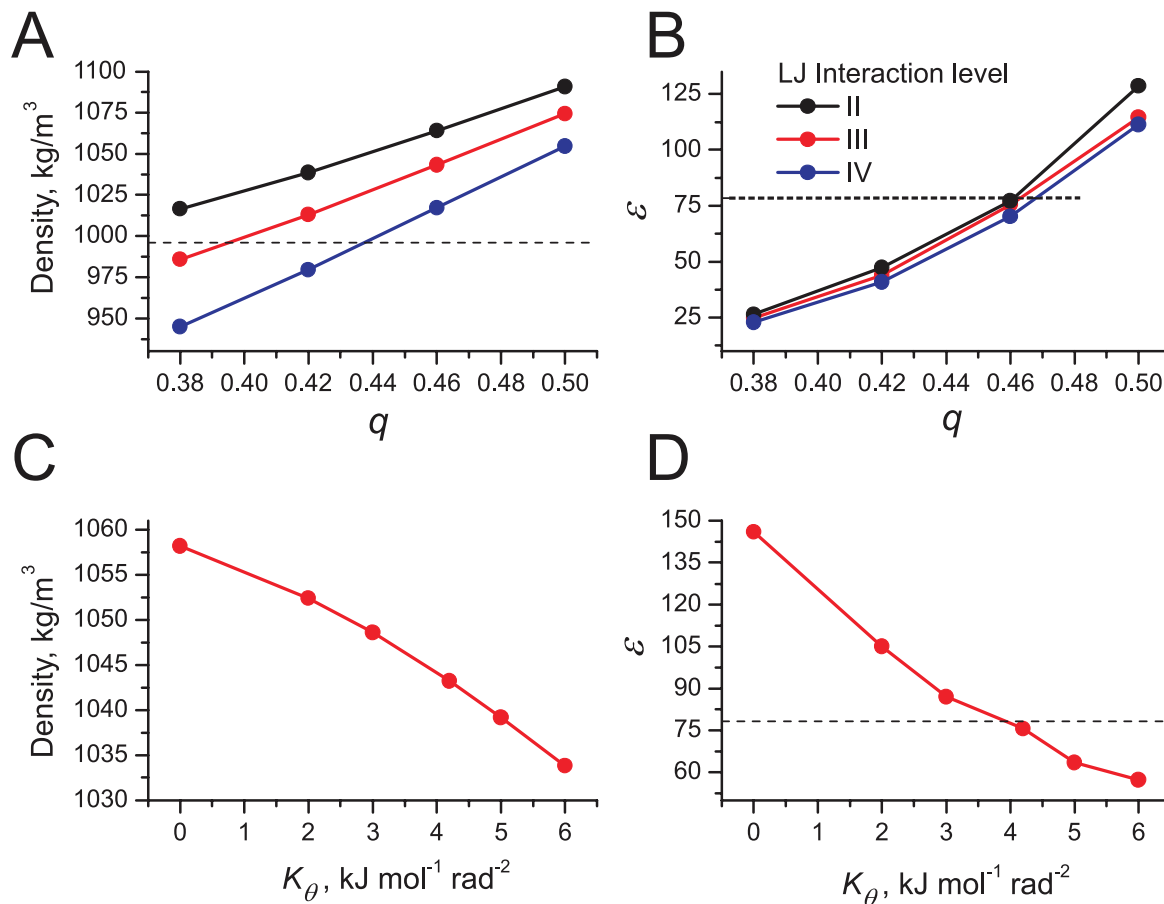 A
Density, kg/m³
1100
1075
1050
1025
1000
975
950
0.38 0.40 0.42 0.44 0.46 0.48 0.50
q
B
LJ Interaction level
II
III
IV
ε
125
100
75
50
25
0.38 0.40 0.42 0.44 0.46 0.48 0.50
q
C
Density, kg/m³
1060
1055
1050
1045
1040
1035
1030
0 1 2 3 4 5 6
K_θ, kJ mol⁻¹ rad⁻²
D
ε
150
135
120
105
90
75
60
0 1 2 3 4 5 6
K_θ, kJ mol⁻¹ rad⁻²